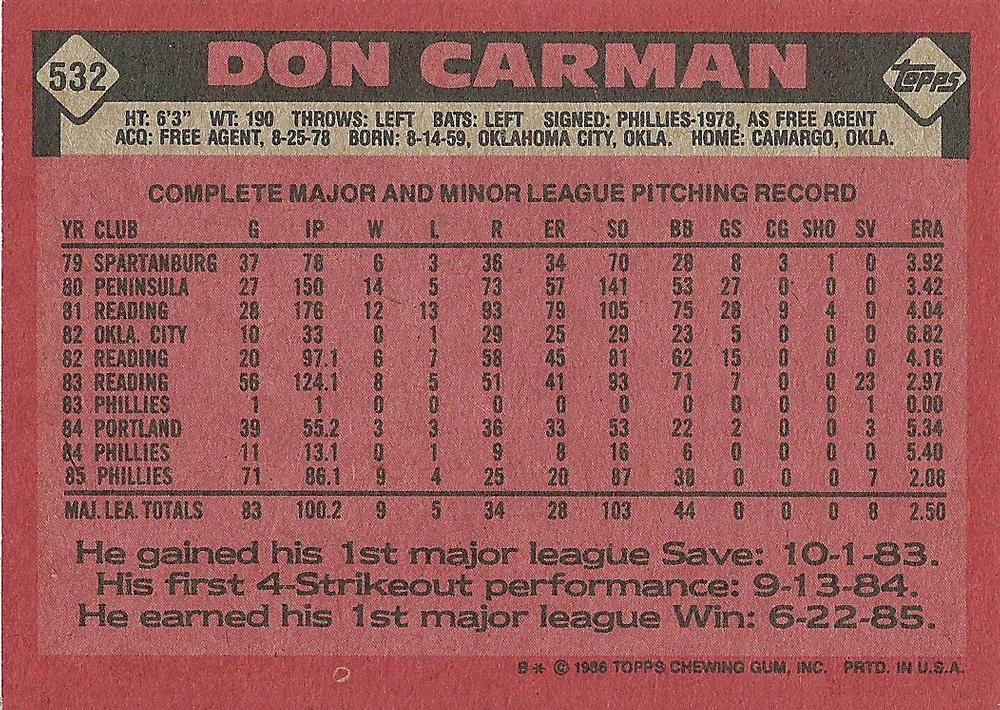 532 DON CARMAN Topps
HT: 6'3" WT: 190 THROWS: LEFT BATS: LEFT SIGNED: PHILLIES-1978, AS FREE AGENT
ACQ: FREE AGENT, 8-25-78 BORN: 8-14-59, OKLAHOMA CITY, OKLA. HOME: CAMARGO, OKLA.
COMPLETE MAJOR AND MINOR LEAGUE PITCHING RECORD
YR CLUB G IP W L R ER SO BB GS CG SHO SV ERA
79 SPARTANBURG 37 78 6 3 36 34 70 28 8 3 1 0 3.92
80 PENINSULA 27 150 14 5 73 57 141 53 27 0 0 0 3.42
81 READING 28 176 12 13 93 79 105 75 28 9 4 0 4.04
82 OKLA. CITY 10 33 0 1 29 25 29 23 5 0 0 0 6.82
82 READING 20 97.1 6 7 58 45 81 62 15 0 0 0 4.16
83 READING 56 124.1 8 5 51 41 93 71 7 0 0 23 2.97
83 PHILLIES 1 1 0 0 0 0 0 0 0 0 0 1 0.00
84 PORTLAND 39 55.2 3 3 36 33 53 22 2 0 0 3 5.34
84 PHILLIES 11 13.1 0 1 9 8 16 6 0 0 0 0 5.40
85 PHILLIES 71 86.1 9 4 25 20 87 38 0 0 0 7 2.08
MAJ. LEA. TOTALS 83 100.2 9 5 34 28 103 44 0 0 0 8 2.50
He gained his 1st major league Save: 10-1-83.
His first 4-Strikeout performance: 9-13-84.
He earned his 1st major league Win: 6-22-85.
B* © 1986 TOPPS CHEWING GUM, INC. PRTD. IN U.S.A.